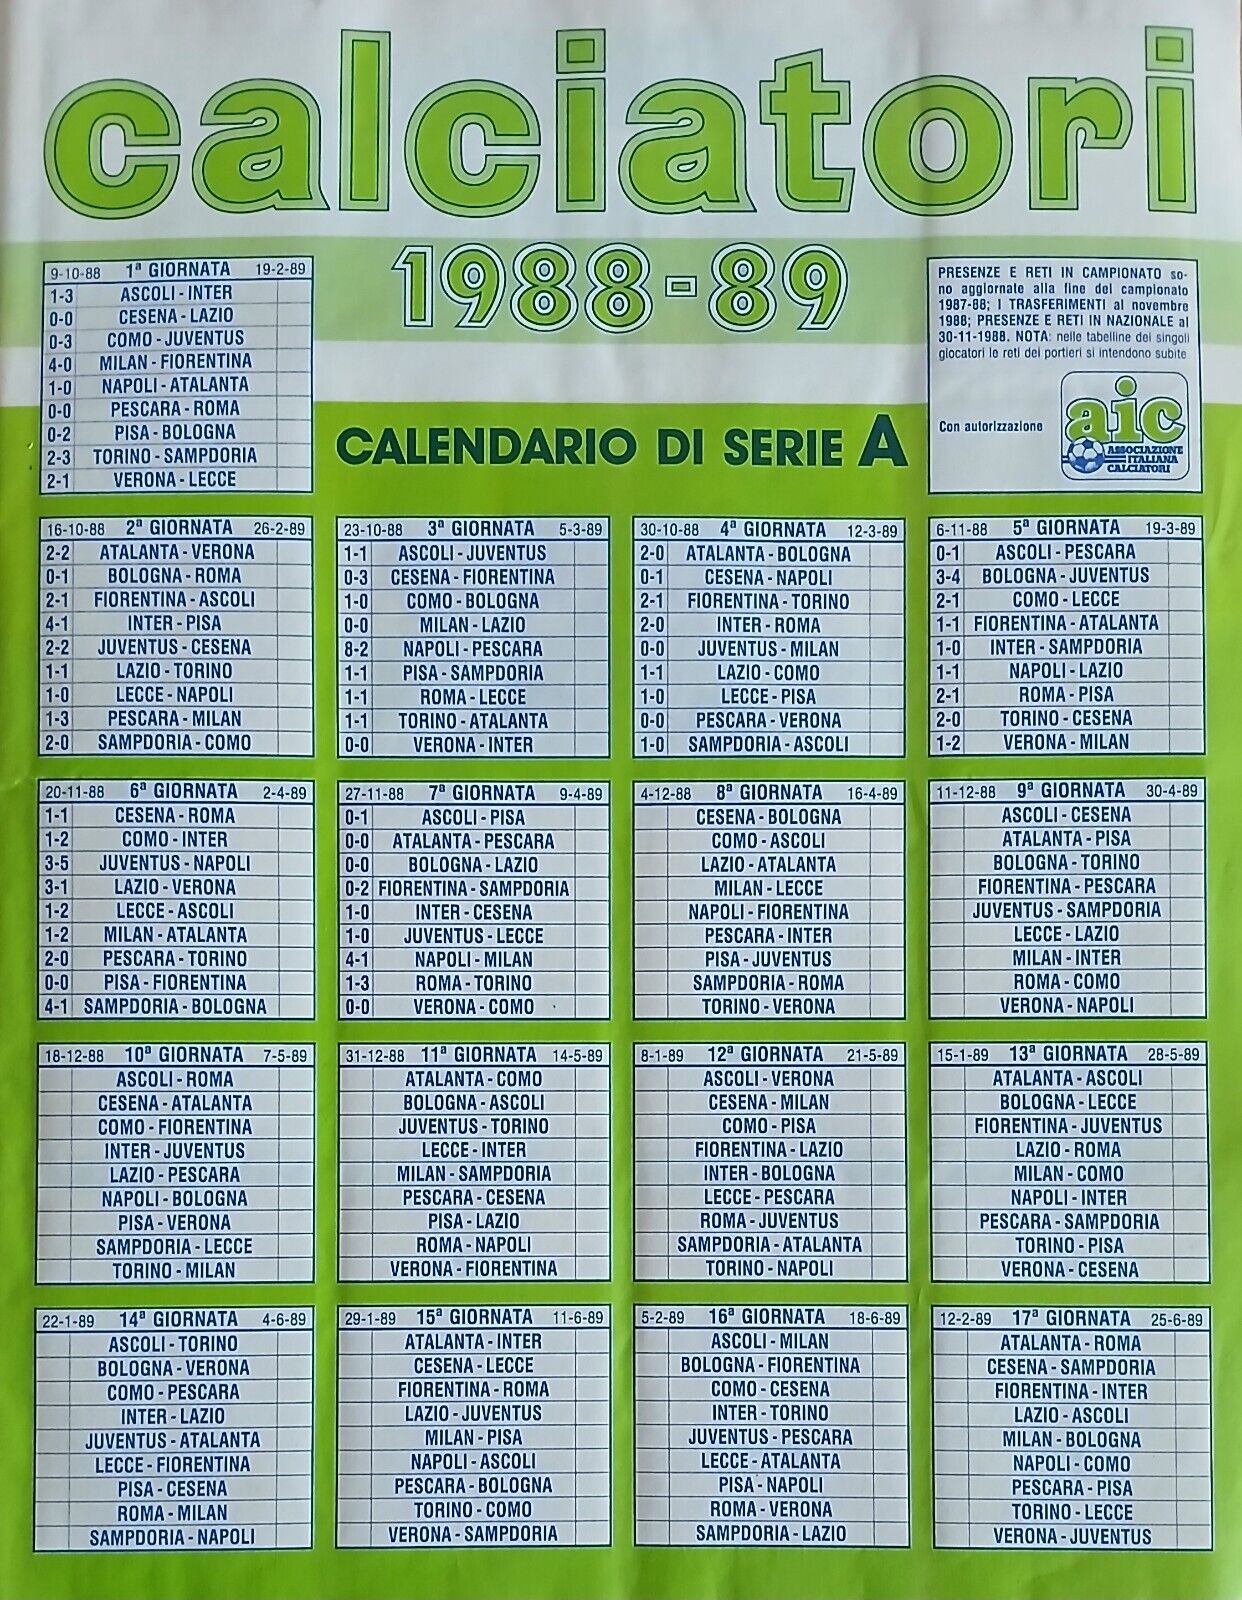 calciatori
1988-89
9-10-88 1ª GIORNATA 19-2-89
1-3 ASCOLI - INTER
0-0 CESENA - LAZIO
0-3 COMO - JUVENTUS
4-0 MILAN - FIORENTINA
1-0 NAPOLI - ATALANTA
0-0 PESCARA - ROMA
0-2 PISA - BOLOGNA
2-3 TORINO - SAMPDORIA
2-1 VERONA - LECCE
CALENDARIO DI SERIE A
PRESENZE E RETI IN CAMPIONATO so-
no aggiornate alla fine del campionato
1987-88; I TRASFERIMENTI al novembre
1988; PRESENZE E RETI IN NAZIONALE al
30-11-1988. NOTA: nelle tabelline dei singoli
giocatori le reti dei portieri si intendono subite
Con autorizzazione
aic
ASSOCIAZIONE
ITALIANA
CALCIATORI
16-10-88 2ª GIORNATA 26-2-89
2-2 ATALANTA - VERONA
0-1 BOLOGNA - ROMA
2-1 FIORENTINA - ASCOLI
4-1 INTER - PISA
2-2 JUVENTUS - CESENA
1-1 LAZIO - TORINO
1-0 LECCE - NAPOLI
1-3 PESCARA - MILAN
2-0 SAMPDORIA - COMO
23-10-88 3ª GIORNATA 5-3-89
1-1 ASCOLI - JUVENTUS
0-3 CESENA - FIORENTINA
1-0 COMO - BOLOGNA
0-0 MILAN - LAZIO
8-2 NAPOLI - PESCARA
1-1 PISA - SAMPDORIA
1-1 ROMA - LECCE
1-1 TORINO - ATALANTA
0-0 VERONA - INTER
30-10-88 4ª GIORNATA 12-3-89
2-0 ATALANTA - BOLOGNA
0-1 CESENA - NAPOLI
2-1 FIORENTINA - TORINO
2-0 INTER - ROMA
0-0 JUVENTUS - MILAN
1-1 LAZIO - COMO
1-0 LECCE - PISA
0-0 PESCARA - VERONA
1-0 SAMPDORIA - ASCOLI
6-11-88 5ª GIORNATA 19-3-89
0-1 ASCOLI - PESCARA
3-4 BOLOGNA - JUVENTUS
2-1 COMO - LECCE
1-1 FIORENTINA - ATALANTA
1-0 INTER - SAMPDORIA
1-1 NAPOLI - LAZIO
2-1 ROMA - PISA
2-0 TORINO - CESENA
1-2 VERONA - MILAN
20-11-88 6ª GIORNATA 2-4-89
1-1 CESENA - ROMA
1-2 COMO - INTER
3-5 JUVENTUS - NAPOLI
3-1 LAZIO - VERONA
1-2 LECCE - ASCOLI
1-2 MILAN - ATALANTA
2-0 PESCARA - TORINO
0-0 PISA - FIORENTINA
4-1 SAMPDORIA - BOLOGNA
27-11-88 7ª GIORNATA 9-4-89
0-1 ASCOLI - PISA
0-0 ATALANTA - PESCARA
0-0 BOLOGNA - LAZIO
0-2 FIORENTINA - SAMPDORIA
1-0 INTER - CESENA
1-0 JUVENTUS - LECCE
4-1 NAPOLI - MILAN
1-3 ROMA - TORINO
0-0 VERONA - COMO
4-12-88 8ª GIORNATA 16-4-89
CESENA - BOLOGNA
COMO - ASCOLI
LAZIO - ATALANTA
MILAN - LECCE
NAPOLI - FIORENTINA
PESCARA - INTER
PISA - JUVENTUS
SAMPDORIA - ROMA
TORINO - VERONA
11-12-88 9ª GIORNATA 30-4-89
ASCOLI - CESENA
ATALANTA - PISA
BOLOGNA - TORINO
FIORENTINA - PESCARA
JUVENTUS - SAMPDORIA
LECCE - LAZIO
MILAN - INTER
ROMA - COMO
VERONA - NAPOLI
18-12-88 10ª GIORNATA 7-5-89
ASCOLI - ROMA
CESENA - ATALANTA
COMO - FIORENTINA
INTER - JUVENTUS
LAZIO - PESCARA
NAPOLI - BOLOGNA
PISA - VERONA
SAMPDORIA - LECCE
TORINO - MILAN
31-12-88 11ª GIORNATA 14-5-89
ATALANTA - COMO
BOLOGNA - ASCOLI
JUVENTUS - TORINO
LECCE - INTER
MILAN - SAMPDORIA
PESCARA - CESENA
PISA - LAZIO
ROMA - NAPOLI
VERONA - FIORENTINA
8-1-89 12ª GIORNATA 21-5-89
ASCOLI - VERONA
CESENA - MILAN
COMO - PISA
FIORENTINA - LAZIO
INTER - BOLOGNA
LECCE - PESCARA
ROMA - JUVENTUS
SAMPDORIA - ATALANTA
TORINO - NAPOLI
15-1-89 13ª GIORNATA 28-5-89
ATALANTA - ASCOLI
BOLOGNA - LECCE
FIORENTINA - JUVENTUS
LAZIO - ROMA
MILAN - COMO
NAPOLI - INTER
PESCARA - SAMPDORIA
TORINO - PISA
VERONA - CESENA
22-1-89 14ª GIORNATA 4-6-89
ASCOLI - TORINO
BOLOGNA - VERONA
COMO - PESCARA
INTER - LAZIO
JUVENTUS - ATALANTA
LECCE - FIORENTINA
PISA - CESENA
ROMA - MILAN
SAMPDORIA - NAPOLI
29-1-89 15ª GIORNATA 11-6-89
ATALANTA - INTER
CESENA - LECCE
FIORENTINA - ROMA
LAZIO - JUVENTUS
MILAN - PISA
NAPOLI - ASCOLI
PESCARA - BOLOGNA
TORINO - COMO
VERONA - SAMPDORIA
5-2-89 16ª GIORNATA 18-6-89
ASCOLI - MILAN
BOLOGNA - FIORENTINA
COMO - CESENA
INTER - TORINO
JUVENTUS - PESCARA
LECCE - ATALANTA
PISA - NAPOLI
ROMA - VERONA
SAMPDORIA - LAZIO
12-2-89 17ª GIORNATA 25-6-89
ATALANTA - ROMA
CESENA - SAMPDORIA
FIORENTINA - INTER
LAZIO - ASCOLI
MILAN - BOLOGNA
NAPOLI - COMO
PESCARA - PISA
TORINO - LECCE
VERONA - JUVENTUS